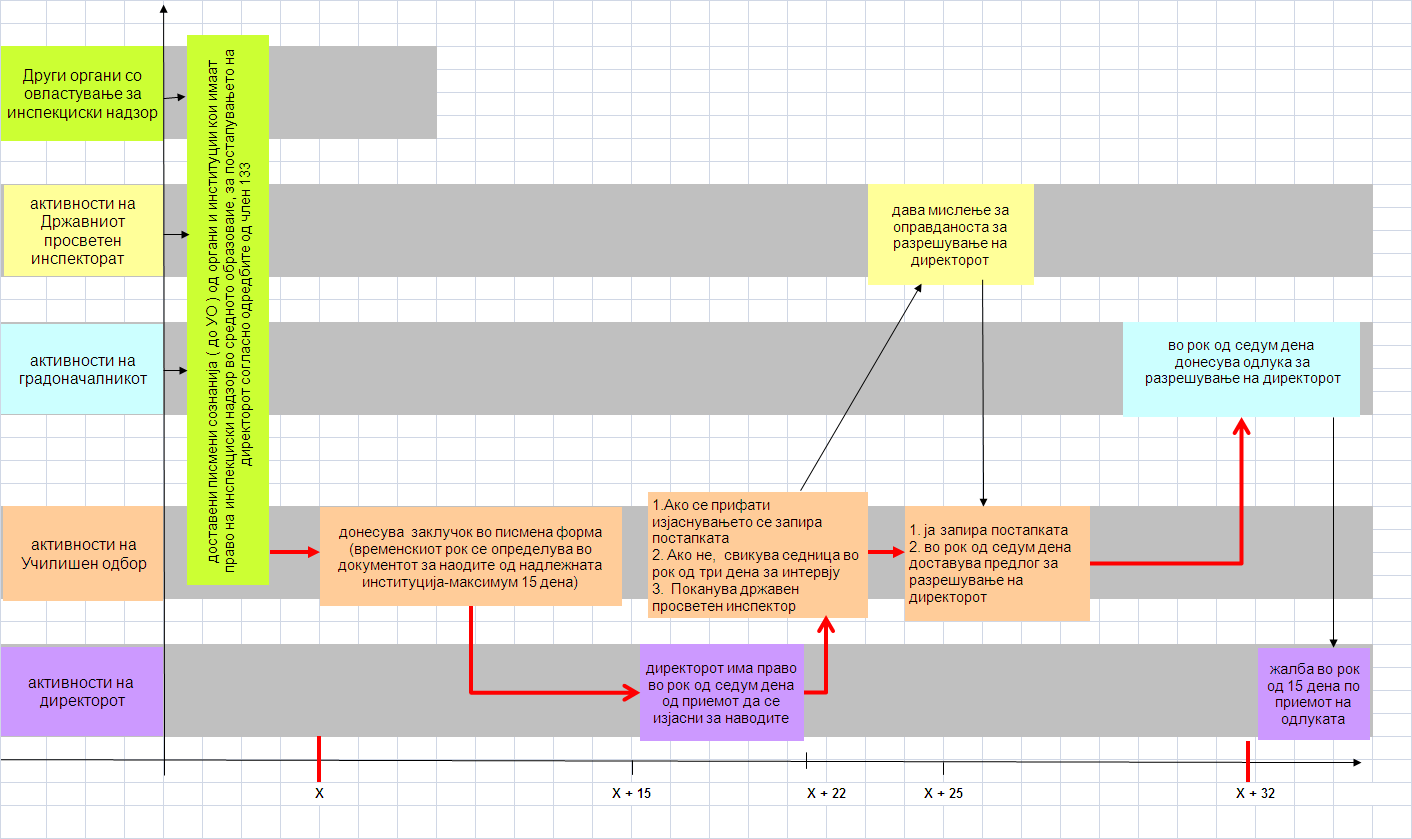 Други органи со
овластување за
инспекциски надзор
доставени писмени сознанија ( до УО ) од органи и институции кои имаат
право на инспекциски надзор во средното образоваие, за постапувањето на
директорот согласно одредбите од член 133
активности на
Државниот
просветен
инспекторат
дава мислење за
оправданоста за
разрешување на
директорот
активности на
градоначалникот
во рок од седум дена
донесува одлука за
разрешување на директорот
активности на
Училишен одбор
донесува заклучок во писмена форма
(временскиот рок се определува во
документот за наодите од надлежната
институција-максимум 15 дена)
1.Ако се прифати
изјаснувањето се запира
постапката
2. Ако не, свикува седница во
рок од три дена за интервју
3. Поканува државен
просветен инспектор
1. ја запира постапката
2. во рок од седум дена
доставува предлог за
разрешување на
директорот
активности на
директорот
директорот има право
во рок од седум дена
од приемот да се
изјасни за наводите
жалба во рок
од 15 дена по
приемот на
одлуката
X
X + 15
X + 22
X + 25
X + 32